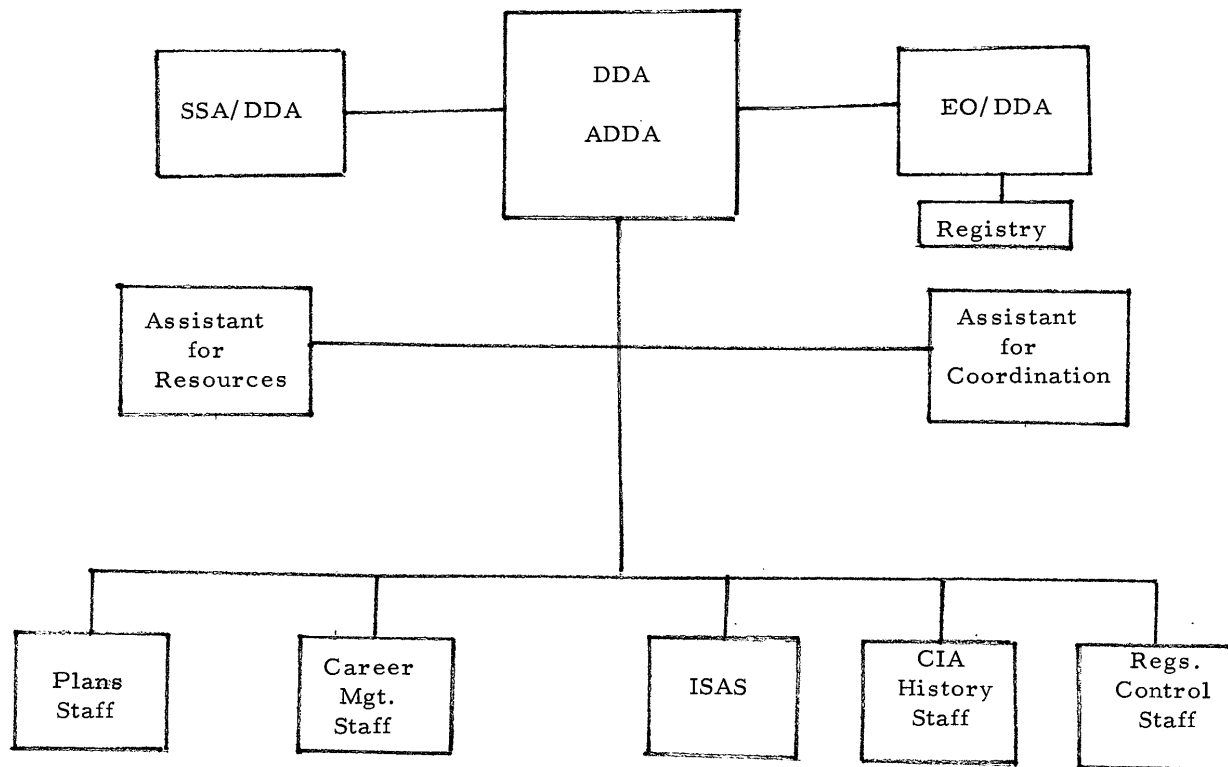 SSA/DDA
DDA
ADDA
EO/DDA
Registry
Assistant
for
Resources
Assistant
for
Coordination
Plans
Staff
Career
Mgt.
Staff
ISAS
CIA
History
Staff
Regs.
Control
Staff